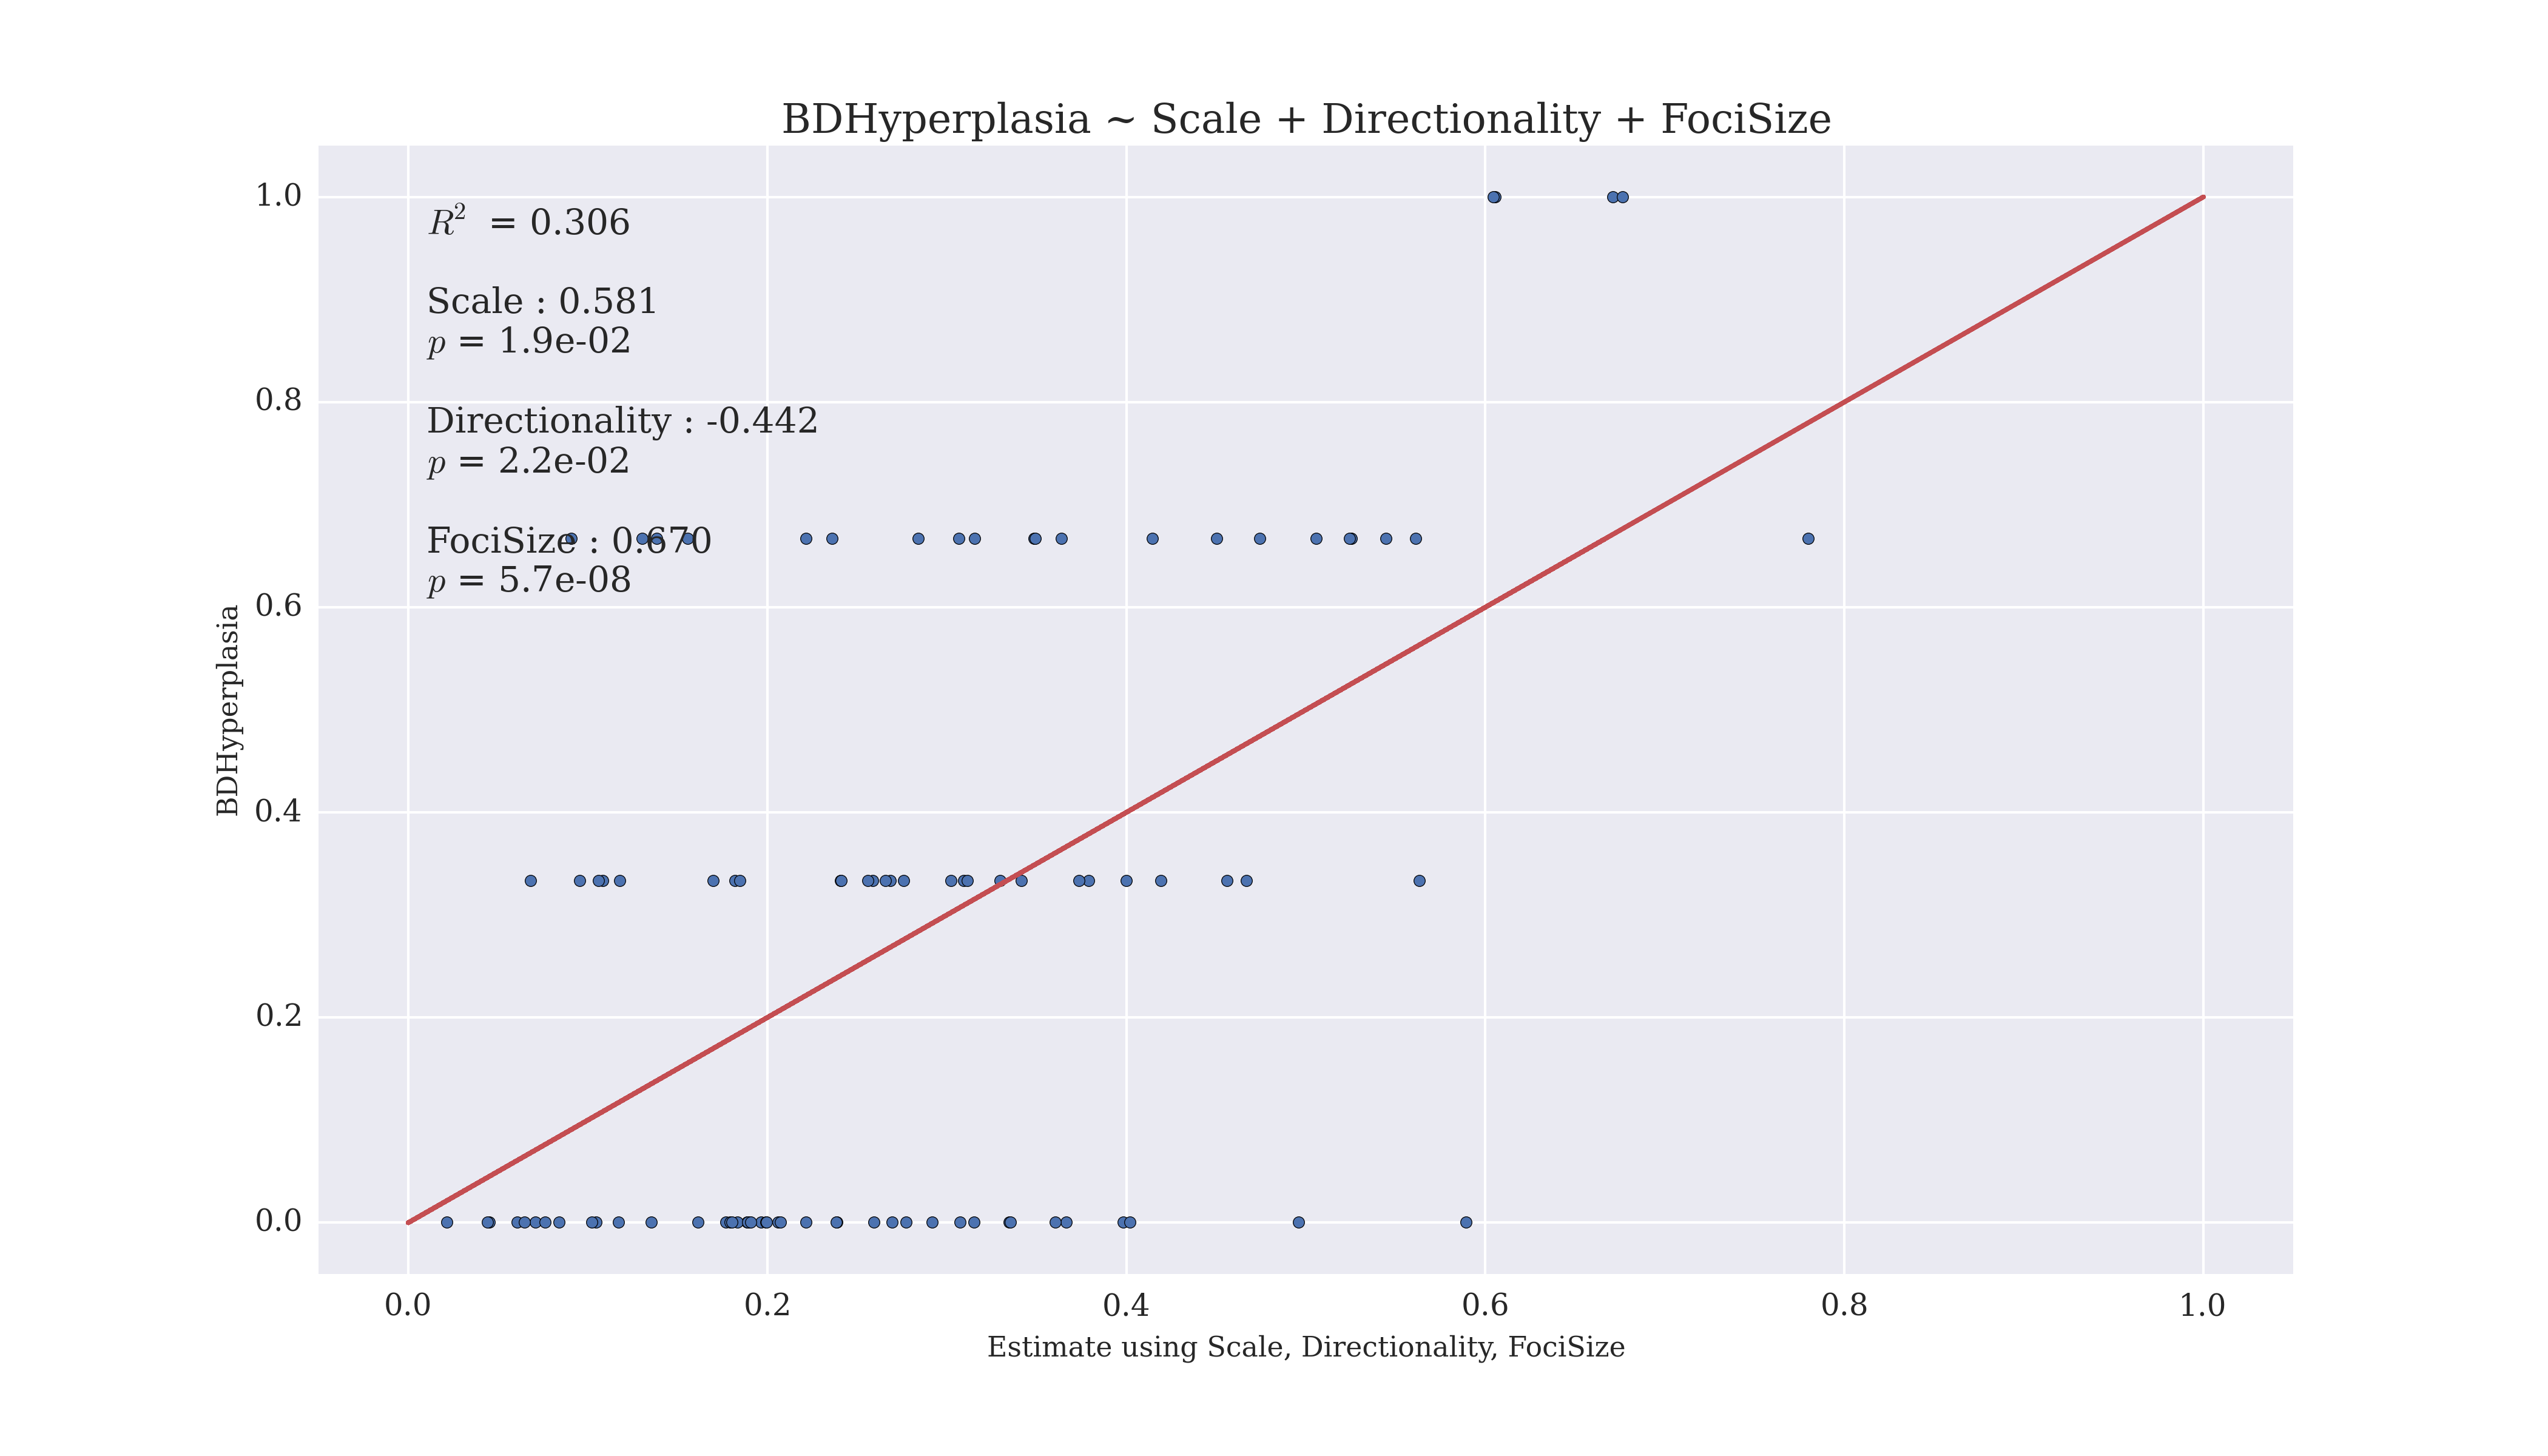 BDHyperplasia ~ Scale + Directionality + FociSize
R² = 0.306
Scale : 0.581
p = 1.9e-02
Directionality : -0.442
p = 2.2e-02
FociSize : 0.670
p = 5.7e-08
1.0
0.8
0.6
0.4
0.2
0.0
BDHyperplasia
0.0 0.2 0.4 0.6 0.8 1.0
Estimate using Scale, Directionality, FociSize